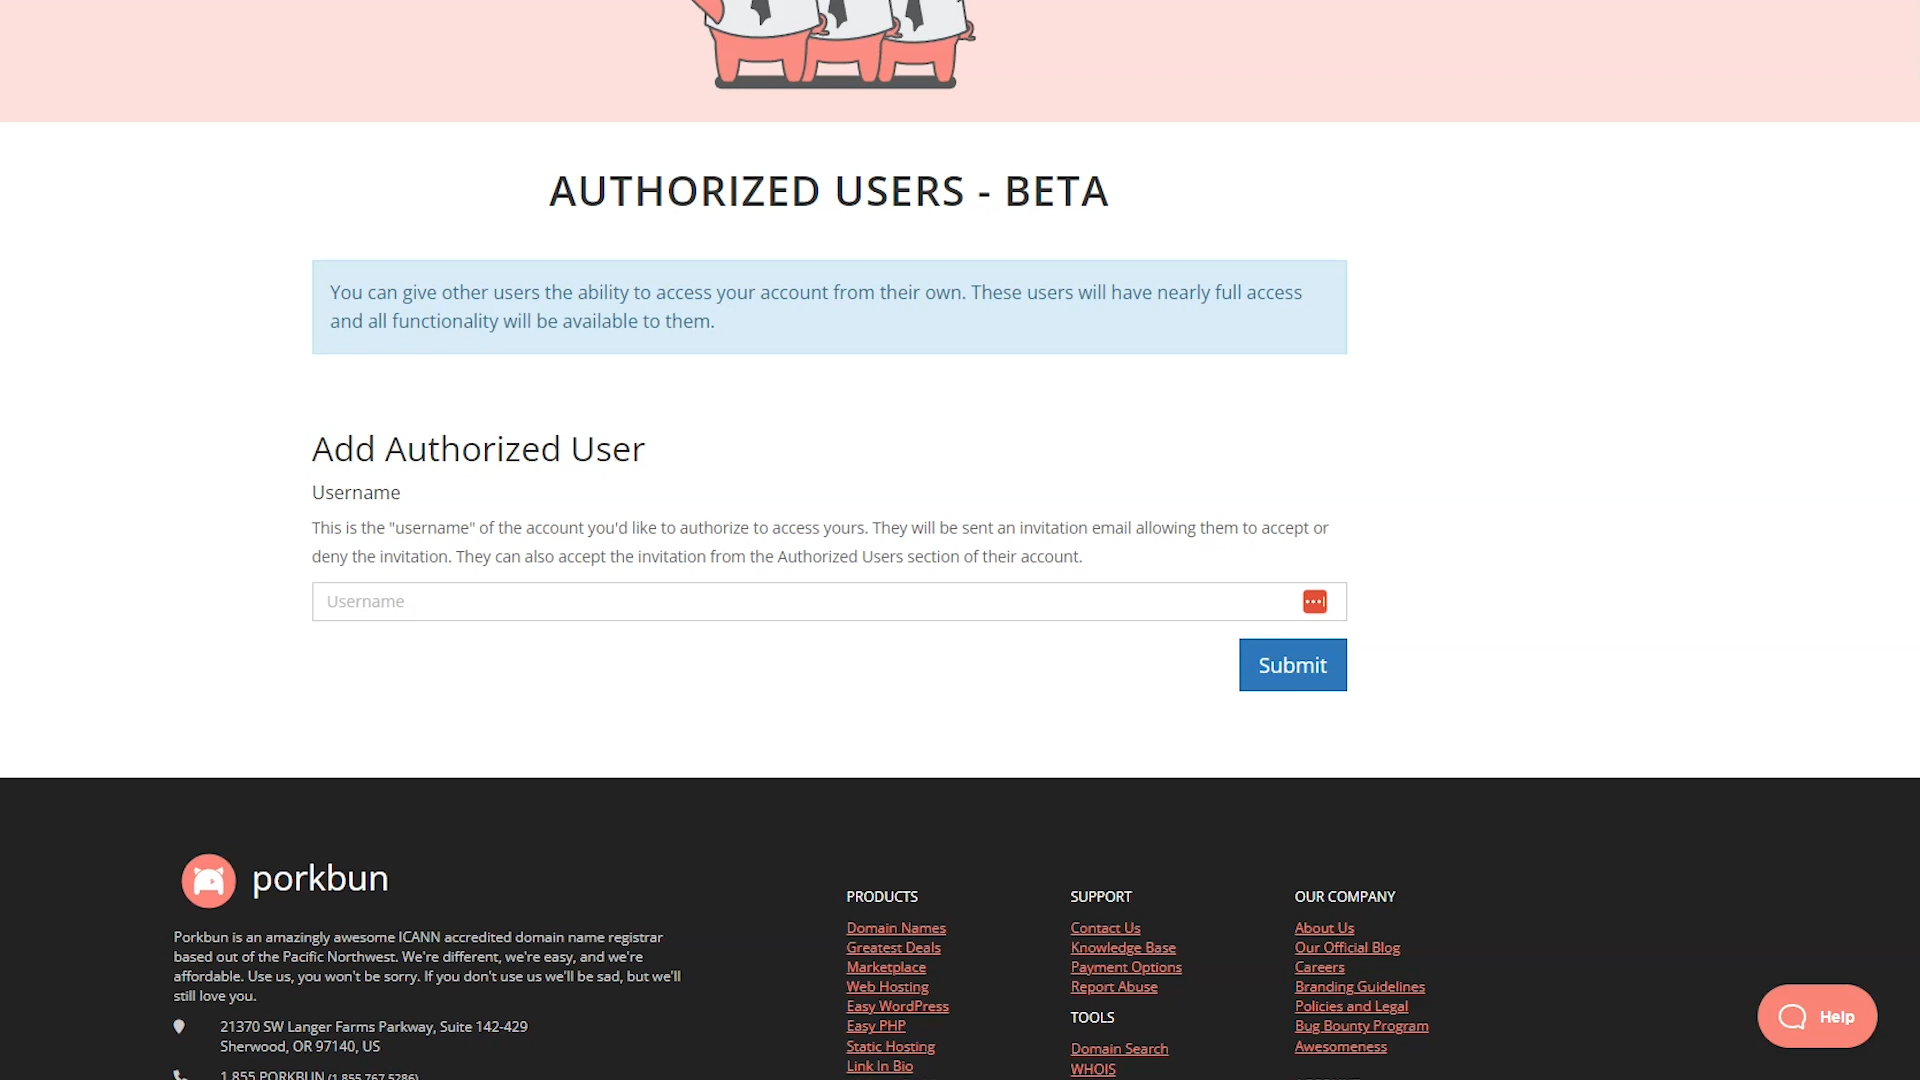 AUTHORIZED USERS - BETA
You can give other users the ability to access your account from their own. These users will have nearly full access
and all functionality will be available to them.
Add Authorized User
Username
This is the "username" of the account you'd like to authorize to access yours. They will be sent an invitation email allowing them to accept or
deny the invitation. They can also accept the invitation from the Authorized Users section of their account.
Username
Submit
porkbun
Porkbun is an amazingly awesome ICANN accredited domain name registrar
based out of the Pacific Northwest. We're different, we're easy, and we're
affordable. Use us, you won't be sorry. If you don't use us we'll be sad, but we'll
still love you.
21370 SW Langer Farms Parkway, Suite 142-429
Sherwood, OR 97140, US
1.855.PORKBUN (1.855.767.5286)
PRODUCTS
Domain Names
Greatest Deals
Marketplace
Web Hosting
Easy WordPress
Easy PHP
Static Hosting
Link In Bio
SUPPORT
Contact Us
Knowledge Base
Payment Options
Report Abuse
TOOLS
Domain Search
WHOIS
OUR COMPANY
About Us
Our Official Blog
Careers
Branding Guidelines
Policies and Legal
Bug Bounty Program
Awesomeness
Help